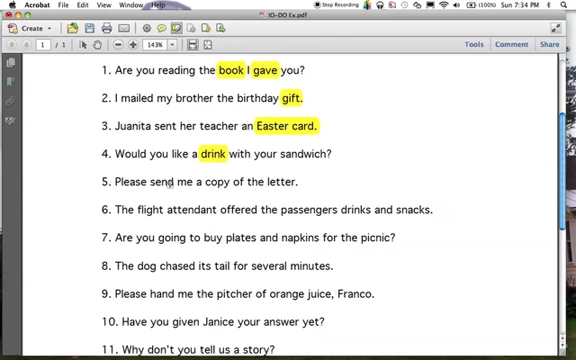 Acrobat File Edit View Window Help
Stop Recording (100%) Sun 7:34 PM
IO-DO Ex.pdf
Create
1 / 1 143% Tools Comment Share
1. Are you reading the book I gave you?
2. I mailed my brother the birthday gift.
3. Juanita sent her teacher an Easter card.
4. Would you like a drink with your sandwich?
5. Please send me a copy of the letter.
6. The flight attendant offered the passengers drinks and snacks.
7. Are you going to buy plates and napkins for the picnic?
8. The dog chased its tail for several minutes.
9. Please hand me the pitcher of orange juice, Franco.
10. Have you given Janice your answer yet?
11. Why don't you tell us a story?